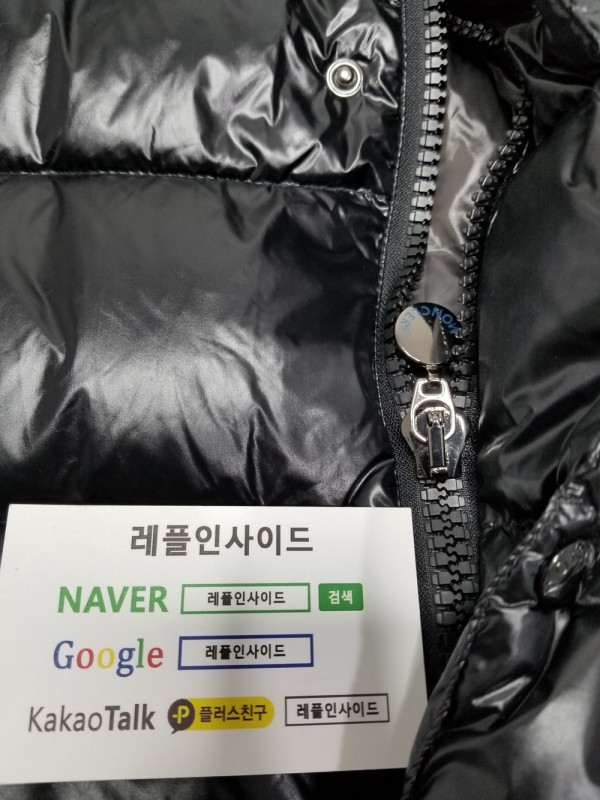 MONCLER
레플인사이드
NAVER 레플인사이드 검색
Google 레플인사이드
KakaoTalk P 플러스친구 레플인사이드